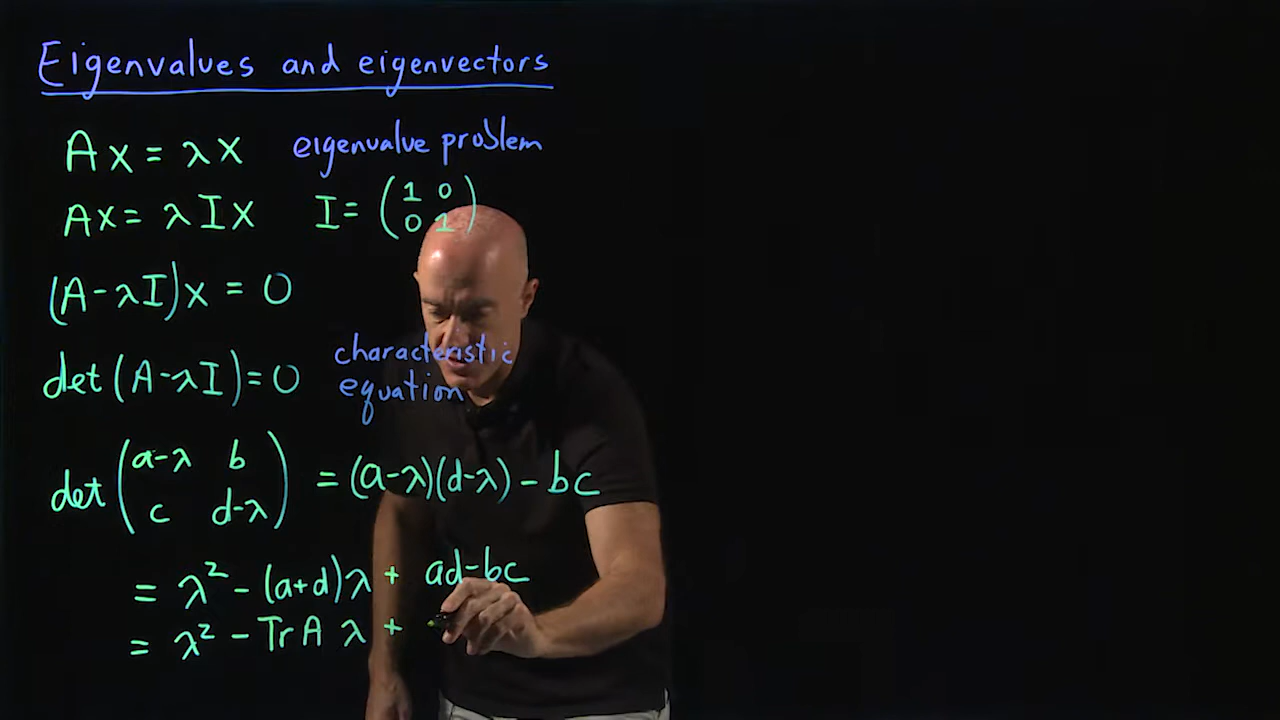 Eigenvalues and eigenvectors
Ax = λx eigenvalue problem
Ax = λIx I = (1 0
0 1)
(A-λI)x = 0
det(A-λI)=0 characteristic
equation
det (a-λ b
c d-λ) = (a-λ)(d-λ) - bc
= λ² - (a+d)λ + ad-bc
= λ² - TrA λ +